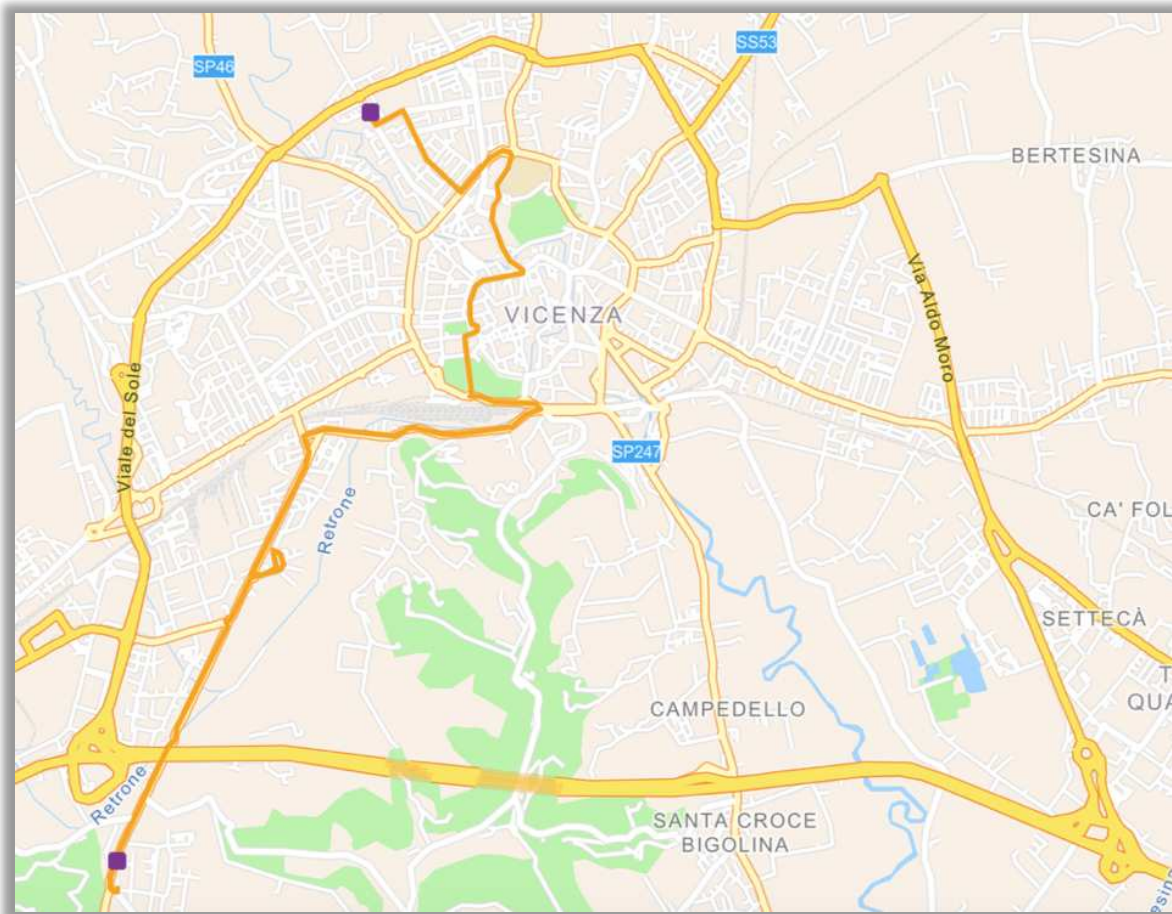 SP46
SS53
BERTESINA
Via Aldo Moro
VICENZA
Viale del Sole
SP247
Retrone
CA' FOL
SETTECÀ
T
QUA
CAMPEDELLO
Retrone
SANTA CROCE
BIGOLINA
esina